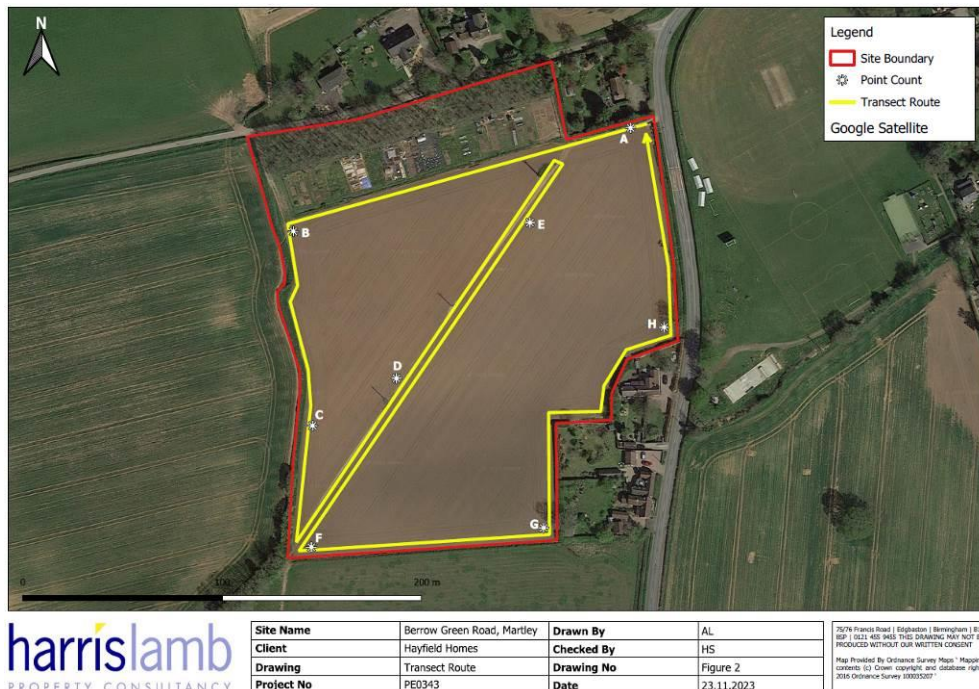 N
Legend
Site Boundary
Point Count
Transect Route
Google Satellite
A
B
E
H
D
C
G
F
0 100 200 m
harrislamb
PROPERTY CONSULTANCY
Site Name Berrow Green Road, Martley Drawn By AL
Client Hayfield Homes Checked By HS
Drawing Transect Route Drawing No Figure 2
Project No PE0343 Date 23.11.2023
75/76 Francis Road | Edgbaston | Birmingham |
8SP | 0121 455 9455 THIS DRAWING MAY NOT
PRODUCED WITHOUT OUR WRITTEN CONSENT
Map Provided By Ordnance Survey Maps "
contents (c) Crown copyright and database
2016 Ordnance Survey 100035207 "